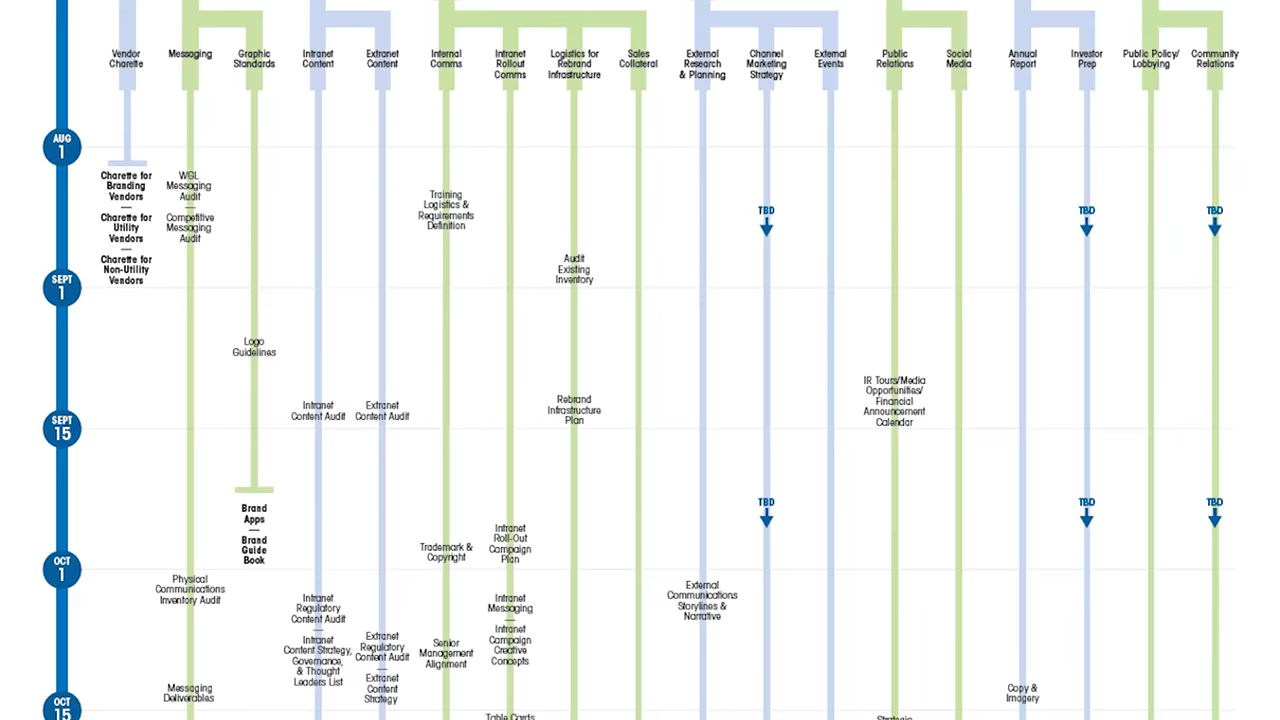 Vendor
Charette
Messaging
Graphic
Standards
Intranet
Content
Extranet
Content
Internal
Comms
Intranet
Rollout
Comms
Logistics for
Rebrand
Infrastructure
Sales
Collateral
External
Research
& Planning
Channel
Marketing
Strategy
External
Events
Public
Relations
Social
Media
Annual
Report
Investor
Prep
Public Policy/
Lobbying
Community
Relations
AUG
1
Charette for
Branding
Vendors
—
Charette for
Utility
Vendors
—
Charette for
Non-Utility
Vendors
WGL
Messaging
Audit
—
Competitive
Messaging
Audit
Training
Logistics &
Requirements
Definition
TBD
TBD
TBD
Audit
Existing
Inventory
SEPT
1
Logo
Guidelines
Intranet
Content Audit
Extranet
Content Audit
Rebrand
Infrastructure
Plan
IR Tours/Media
Opportunities/
Financial
Announcement
Calendar
SEPT
15
Brand
Apps
—
Brand
Guide
Book
Trademark &
Copyright
Intranet
Roll-Out
Campaign
Plan
TBD
TBD
TBD
OCT
1
Physical
Communications
Inventory Audit
Intranet
Regulatory
Content Audit
—
Intranet
Content Strategy,
Governance,
& Thought
Leaders List
Extranet
Regulatory
Content Audit
—
Extranet
Content
Strategy
Senior
Management
Alignment
Intranet
Messaging
—
Intranet
Campaign
Creative
Concepts
External
Communications
Storylines &
Narrative
Messaging
Deliverables
Copy &
Imagery
OCT
15
Table Cards
Strategic